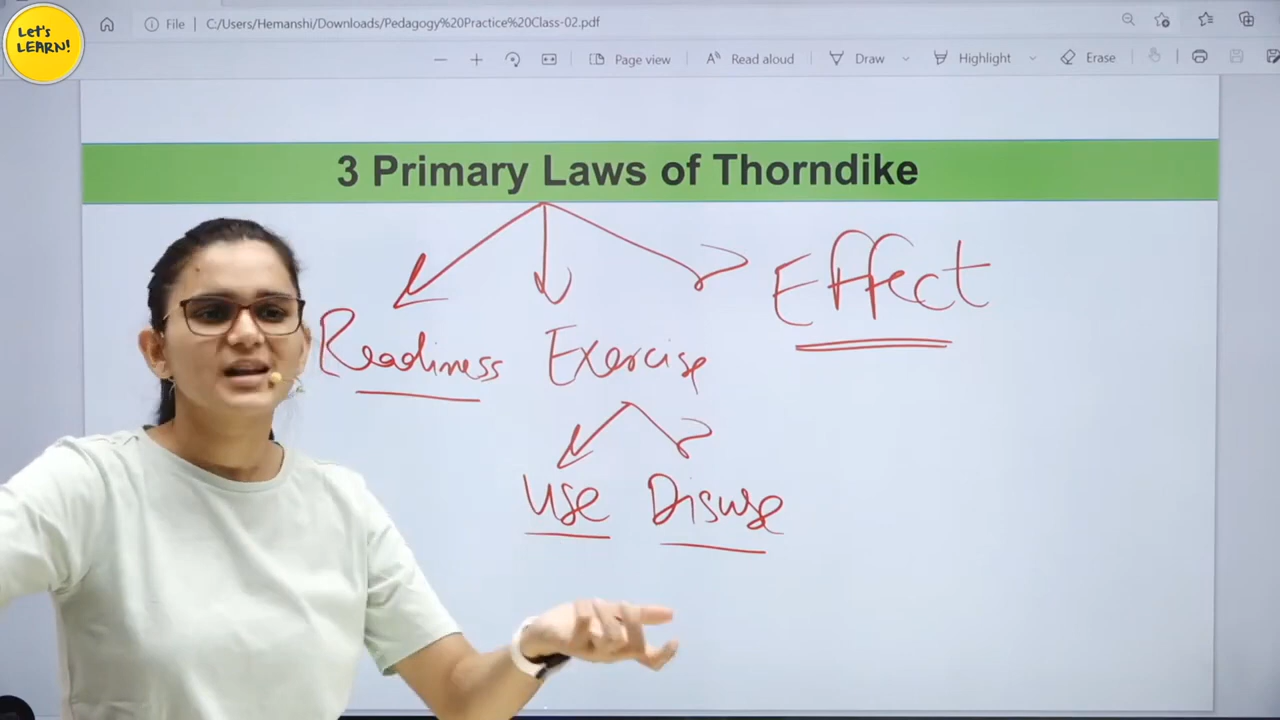 Let's
LEARN!
File | C:/Users/Hemanshi/Downloads/Pedagogy%20Practice%20Class-02.pdf
Page view
Read aloud
Draw
Highlight
Erase
3 Primary Laws of Thorndike
Readiness
Exercise
Effect
Use
Disuse